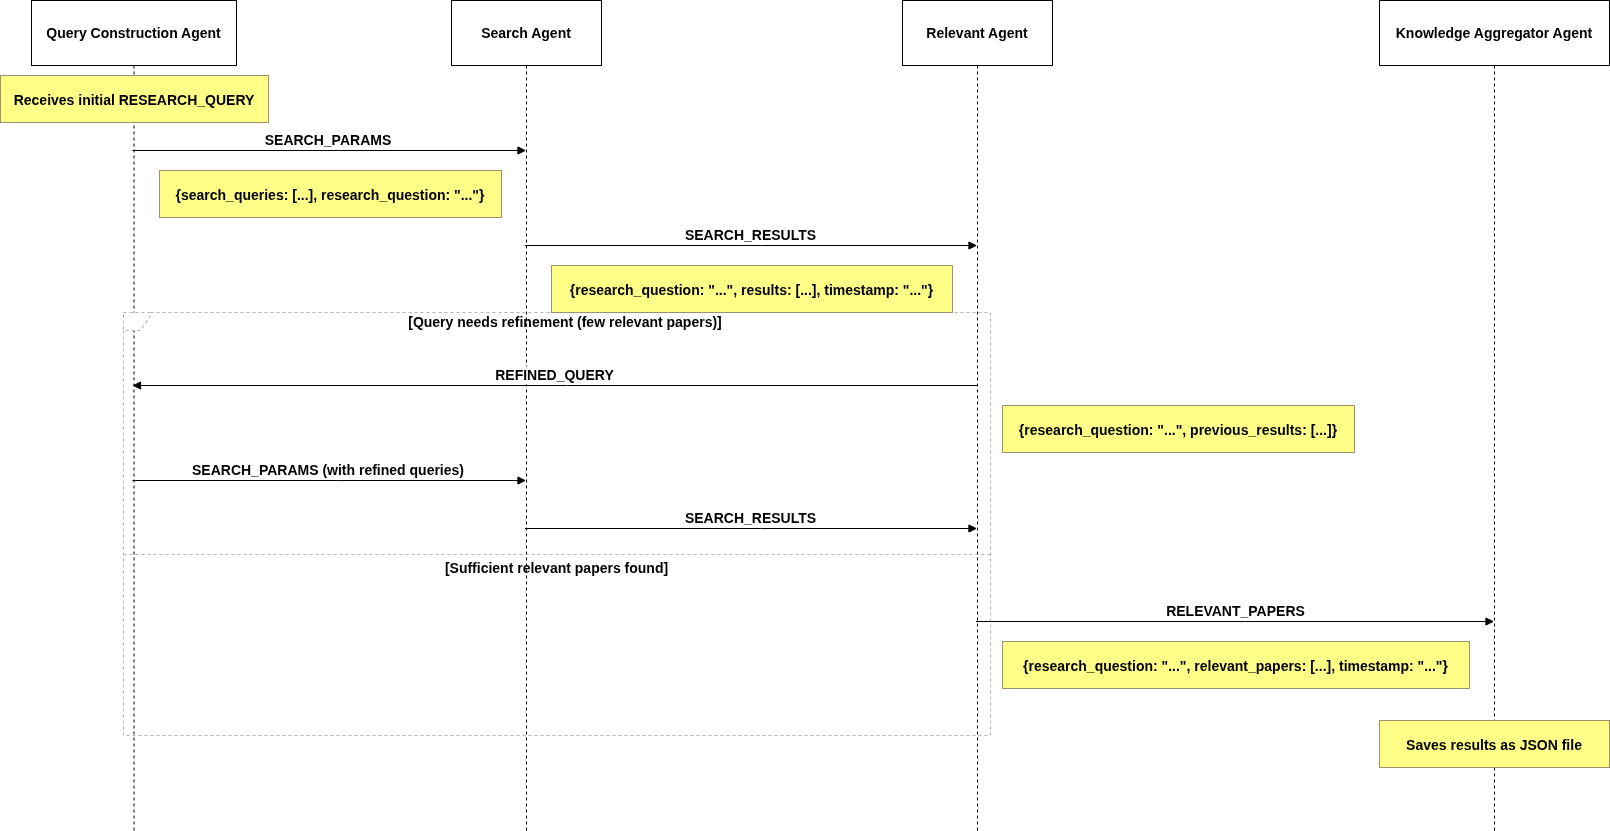 Query Construction Agent
Search Agent
Relevant Agent
Knowledge Aggregator Agent
Receives initial RESEARCH_QUERY
SEARCH_PARAMS
{search_queries: [...], research_question: "..."}
SEARCH_RESULTS
{research_question: "...", results: [...], timestamp: "..."}
[Query needs refinement (few relevant papers)]
REFINED_QUERY
{research_question: "...", previous_results: [...]}
SEARCH_PARAMS (with refined queries)
SEARCH_RESULTS
[Sufficient relevant papers found]
RELEVANT_PAPERS
{research_question: "...", relevant_papers: [...], timestamp: "..."}
Saves results as JSON file